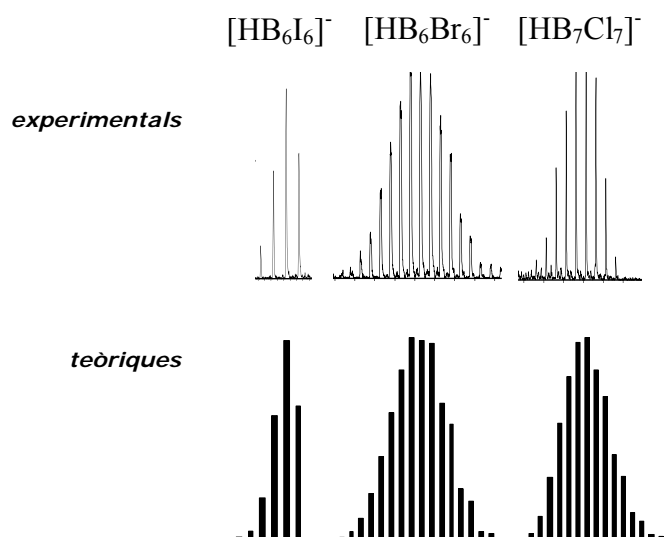 [HB₆I₆]⁻ [HB₆Br₆]⁻ [HB₇Cl₇]⁻
experimentals
teòriques